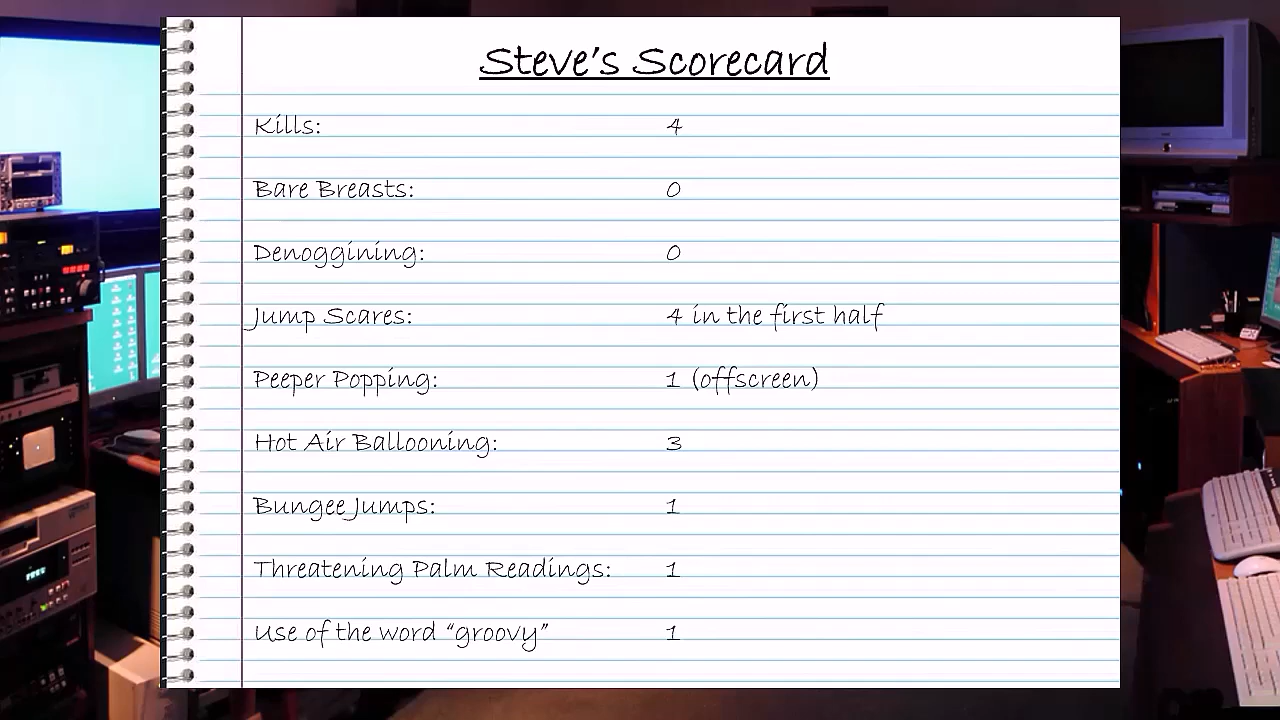 Steve's Scorecard
Kills: 4
Bare Breasts: 0
Denoggining: 0
Jump Scares: 4 in the first half
Peeper Popping: 1 (offscreen)
Hot Air Ballooning: 3
Bungee Jumps: 1
Threatening Palm Readings: 1
Use of the word “groovy” 1